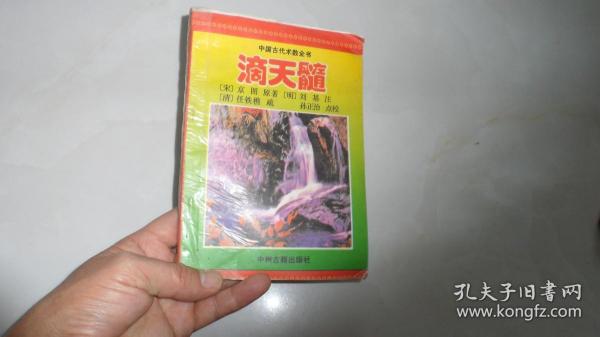 中国古代术数全书
滴天髓
〔宋〕京图 原著 〔明〕刘基 注
〔清〕任铁樵 疏 孙正治 点校
中州古籍出版社
孔夫子旧书网
www.kongfz.com